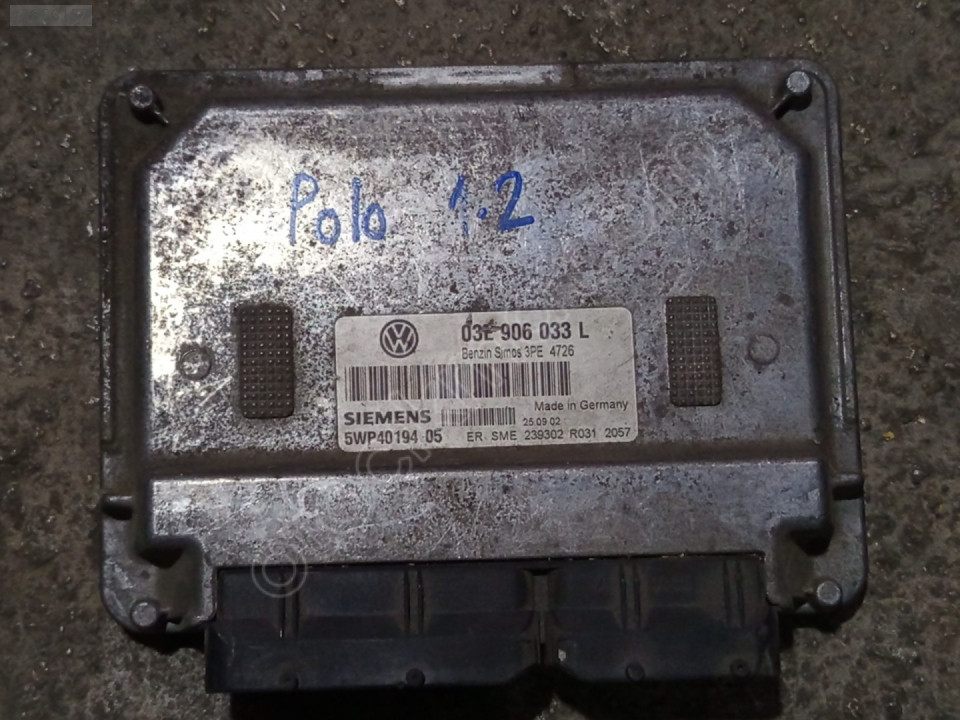 Polo 1.2
03E 906 033 L
Benzin Simos 3PE 4726
Made in Germany
SIEMENS
25.09.02
5WP40194 05 ER. SME 239302 R031 2057